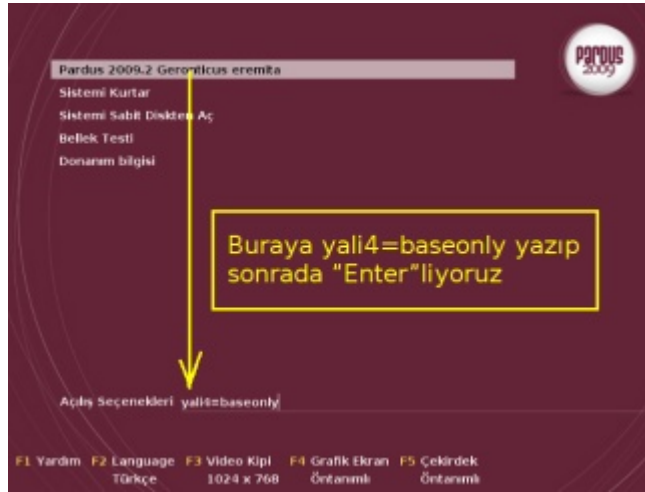 PARDUS
2009
Pardus 2009.2 Geronticus eremita
Sistemi Kurtar
Sistemi Sabit Diskten Aç
Bellek Testi
Donanım bilgisi
Buraya yali4=baseonly yazıp
sonrada "Enter"liyoruz
Açılış Seçenekleri yali4=baseonly
F1 Yardım F2 Language F3 Video Kipi F4 Grafik Ekran F5 Çekirdek
Türkçe 1024 x 768 Öntanımlı Öntanımlı